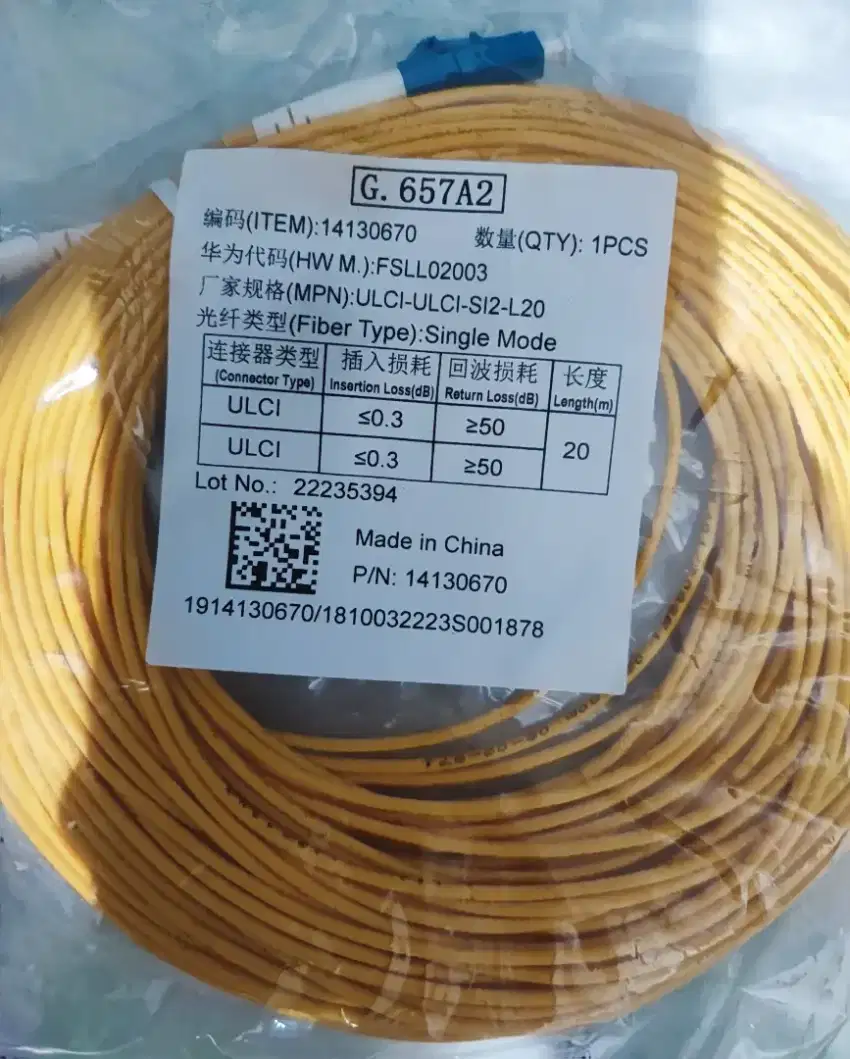 G.657A2
编码(ITEM):14130670 数量(QTY): 1PCS
华为代码(HW M.):FSLL02003
厂家规格(MPN):ULCI-ULCI-SI2-L20
光纤类型(Fiber Type):Single Mode
连接器类型 插入损耗 回波损耗 长度
(Connector Type) Insertion Loss(dB) Return Loss(dB) Length(m)
ULCI ≤0.3 ≥50 20
ULCI ≤0.3 ≥50
Lot No.: 22235394
Made in China
P/N: 14130670
1914130670/1810032223S001878